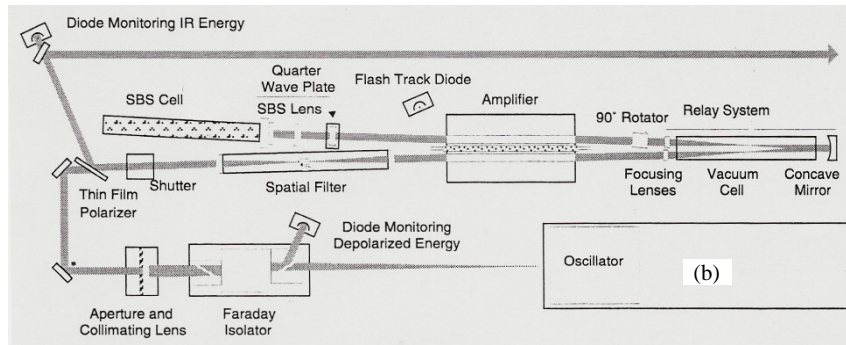 Diode Monitoring IR Energy
Quarter
Wave Plate
SBS Lens
Flash Track Diode
SBS Cell
Amplifier
90° Rotator
Relay System
Shutter
Spatial Filter
Thin Film
Polarizer
Focusing
Lenses
Vacuum
Cell
Concave
Mirror
Diode Monitoring
Depolarized Energy
Oscillator
(b)
Aperture and
Collimating Lens
Faraday
Isolator